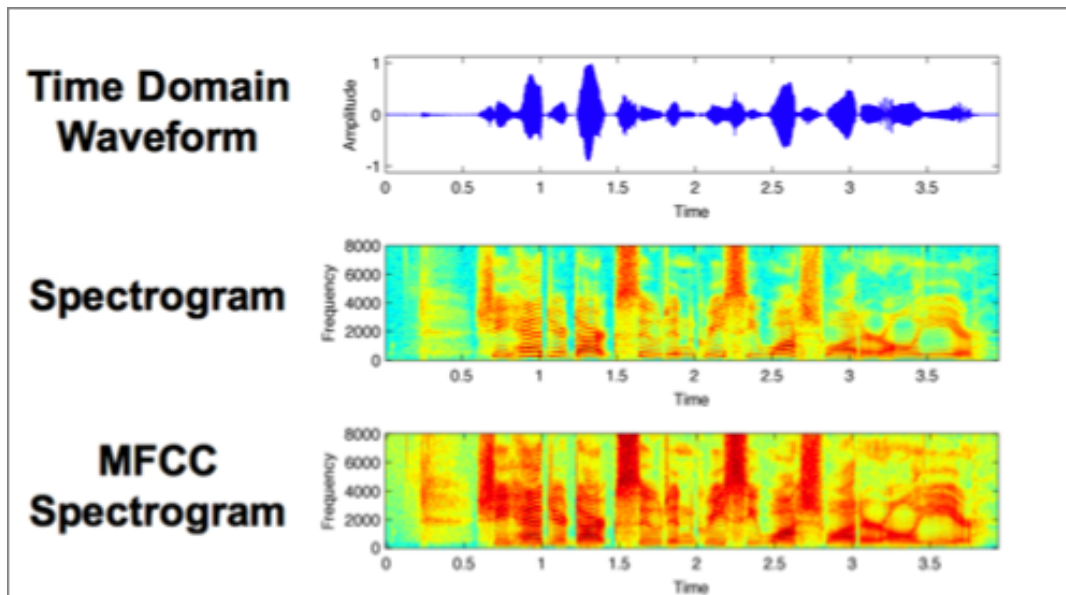 Time Domain
Waveform
Amplitude
1
0
-1
0 0.5 1 1.5 2 2.5 3 3.5
Time
Spectrogram
Frequency
8000
6000
4000
2000
0
0.5 1 1.5 2 2.5 3 3.5
Time
MFCC
Spectrogram
Frequency
8000
6000
4000
2000
0
0 0.5 1 1.5 2 2.5 3 3.5
Time